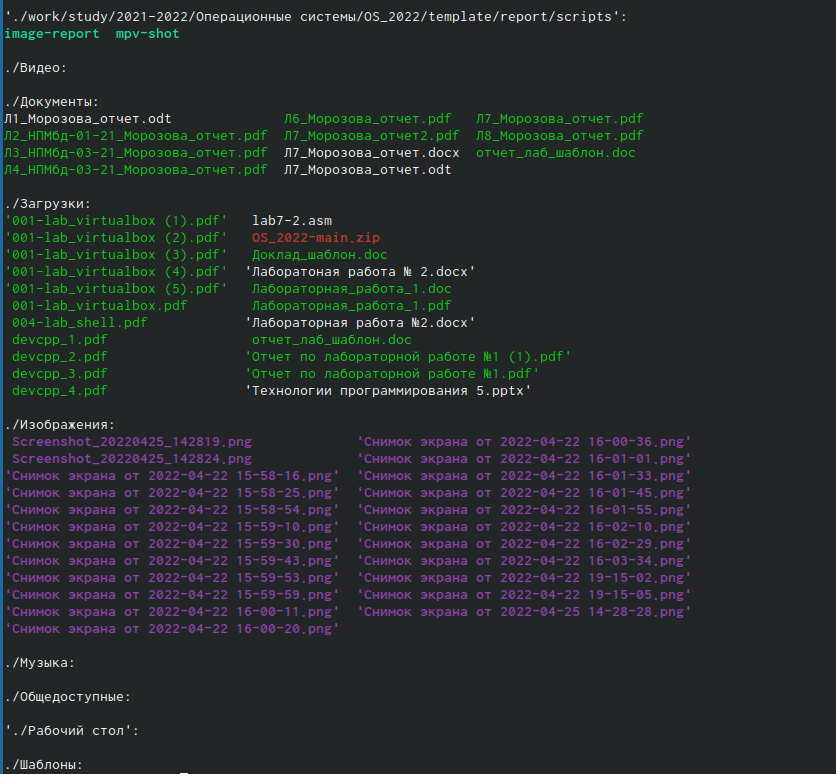 './work/study/2021-2022/Операционные системы/OS_2022/template/report/scripts':
image-report  mpv-shot

./Видео:

./Документы:
Л1_Морозова_отчет.odt              Л6_Морозова_отчет.pdf   Л7_Морозова_отчет.pdf
Л2_НПМбд-01-21_Морозова_отчет.pdf  Л7_Морозова_отчет2.pdf  Л8_Морозова_отчет.pdf
Л3_НПМбд-03-21_Морозова_отчет.pdf  Л7_Морозова_отчет.docx  отчет_лаб_шаблон.doc
Л4_НПМбд-03-21_Морозова_отчет.pdf  Л7_Морозова_отчет.odt

./Загрузки:
'001-lab_virtualbox (1).pdf'   lab7-2.asm
'001-lab_virtualbox (2).pdf'   OS_2022-main.zip
'001-lab_virtualbox (3).pdf'   Доклад_шаблон.doc
'001-lab_virtualbox (4).pdf'  'Лаборатоная работа № 2.docx'
'001-lab_virtualbox (5).pdf'   Лабораторная_работа_1.doc
 001-lab_virtualbox.pdf        Лабораторная_работа_1.pdf
 004-lab_shell.pdf            'Лабораторная работа №2.docx'
 devcpp_1.pdf                  отчет_лаб_шаблон.doc
 devcpp_2.pdf                 'Отчет по лабораторной работе №1 (1).pdf'
 devcpp_3.pdf                 'Отчет по лабораторной работе №1.pdf'
 devcpp_4.pdf                 'Технологии программирования 5.pptx'

./Изображения:
 Screenshot_20220425_142819.png             'Снимок экрана от 2022-04-22 16-00-36.png'
 Screenshot_20220425_142824.png             'Снимок экрана от 2022-04-22 16-01-01.png'
'Снимок экрана от 2022-04-22 15-58-16.png'  'Снимок экрана от 2022-04-22 16-01-33.png'
'Снимок экрана от 2022-04-22 15-58-25.png'  'Снимок экрана от 2022-04-22 16-01-45.png'
'Снимок экрана от 2022-04-22 15-58-54.png'  'Снимок экрана от 2022-04-22 16-01-55.png'
'Снимок экрана от 2022-04-22 15-59-10.png'  'Снимок экрана от 2022-04-22 16-02-10.png'
'Снимок экрана от 2022-04-22 15-59-30.png'  'Снимок экрана от 2022-04-22 16-02-29.png'
'Снимок экрана от 2022-04-22 15-59-43.png'  'Снимок экрана от 2022-04-22 16-03-34.png'
'Снимок экрана от 2022-04-22 15-59-53.png'  'Снимок экрана от 2022-04-22 19-15-02.png'
'Снимок экрана от 2022-04-22 15-59-59.png'  'Снимок экрана от 2022-04-22 19-15-05.png'
'Снимок экрана от 2022-04-22 16-00-11.png'  'Снимок экрана от 2022-04-25 14-28-28.png'
'Снимок экрана от 2022-04-22 16-00-20.png'

./Музыка:

./Общедоступные:

'./Рабочий стол':

./Шаблоны: